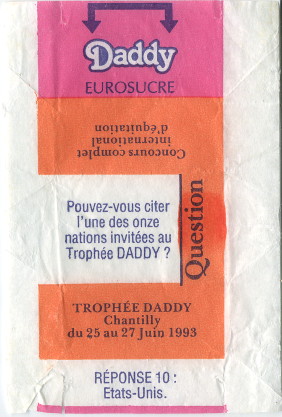 Daddy
EUROSUCRE
Concours complet
international
d'équitation
Question
Pouvez-vous citer
l'une des onze
nations invitées au
Trophée DADDY ?
TROPHÉE DADDY
Chantilly
du 25 au 27 Juin 1993
RÉPONSE 10 :
Etats-Unis.